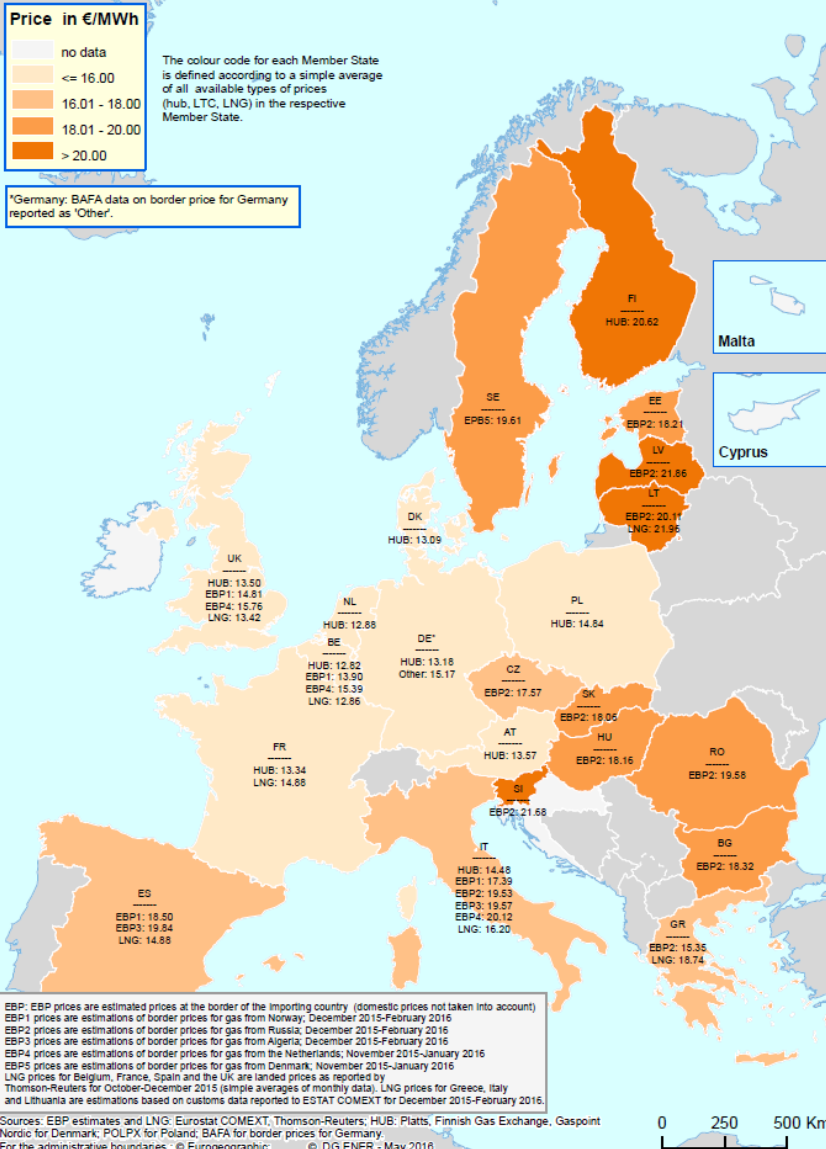 Price in €/MWh
no data
<= 16.00
16.01 - 18.00
18.01 - 20.00
> 20.00
The colour code for each Member State
is defined according to a simple average
of all available types of prices
(hub, LTC, LNG) in the respective
Member State.
*Germany: BAFA data on border price for Germany
reported as 'Other'.
Malta
Cyprus
FI
-------
HUB: 20.62
SE
-------
EPB5: 19.61
EE
-------
EBP2: 18.21
LV
-------
EBP2: 21.86
LT
-------
EBP2: 20.11
LNG: 21.95
DK
-------
HUB: 13.09
UK
-------
HUB: 13.50
EBP1: 14.81
EBP4: 15.76
LNG: 13.42
NL
-------
HUB: 12.88
BE
-------
HUB: 12.82
EBP1: 13.90
EBP4: 15.39
LNG: 12.86
DE*
-------
HUB: 13.18
Other: 15.17
PL
-------
HUB: 14.84
CZ
-------
EBP2: 17.57
SK
-------
EBP2: 18.06
AT
-------
HUB: 13.57
HU
-------
EBP2: 18.16
RO
-------
EBP2: 19.58
FR
-------
HUB: 13.34
LNG: 14.88
SI
-------
EBP2: 21.68
BG
-------
EBP2: 18.32
IT
-------
HUB: 14.48
EBP1: 17.39
EBP2: 19.53
EBP3: 19.57
EBP4: 20.12
LNG: 16.20
ES
-------
EBP1: 18.50
EBP3: 19.84
LNG: 14.88
GR
-------
EBP2: 15.35
LNG: 18.74
EBP: EBP prices are estimated prices at the border of the importing country (domestic prices not taken into account)
EBP1 prices are estimations of border prices for gas from Norway; December 2015-February 2016
EBP2 prices are estimations of border prices for gas from Russia; December 2015-February 2016
EBP3 prices are estimations of border prices for gas from Algeria; December 2015-February 2016
EBP4 prices are estimations of border prices for gas from the Netherlands; November 2015-January 2016
EBP5 prices are estimations of border prices for gas from Denmark; November 2015-January 2016
LNG prices for Belgium, France, Spain and the UK are landed prices as reported by
Thomson-Reuters for October-December 2015 (simple averages of monthly data). LNG prices for Greece, Italy
and Lithuania are estimations based on customs data reported to ESTAT COMEXT for December 2015-February 2016.
Sources: EBP estimates and LNG: Eurostat COMEXT, Thomson-Reuters; HUB: Platts, Finnish Gas Exchange, Gaspoint
Nordic for Denmark; POLPX for Poland; BAFA for border prices for Germany.
For the administrative boundaries : © Eurogeographic: © DG ENER - May 2016
0 250 500 Km